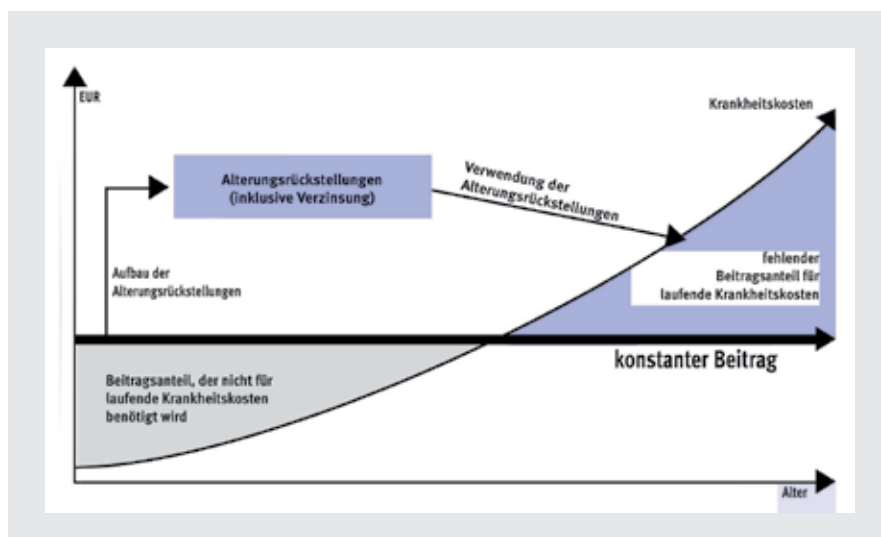 EUR
Krankheitskosten
Alterungsrückstellungen
(inklusive Verzinsung)
Verwendung der
Alterungsrückstellungen
Aufbau der
Alterungsrückstellungen
fehlender
Beitragsanteil für
laufende Krankheitskosten
konstanter Beitrag
Beitragsanteil, der nicht für
laufende Krankheitskosten
benötigt wird
Alter